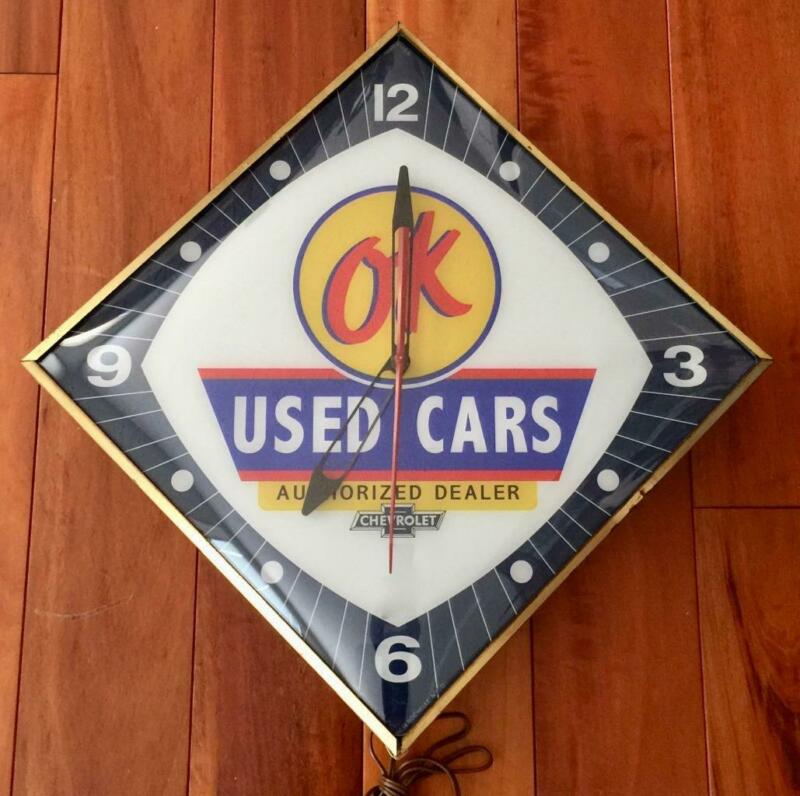 12
OK
9
3
USED CARS
AUTHORIZED DEALER
CHEVROLET
6